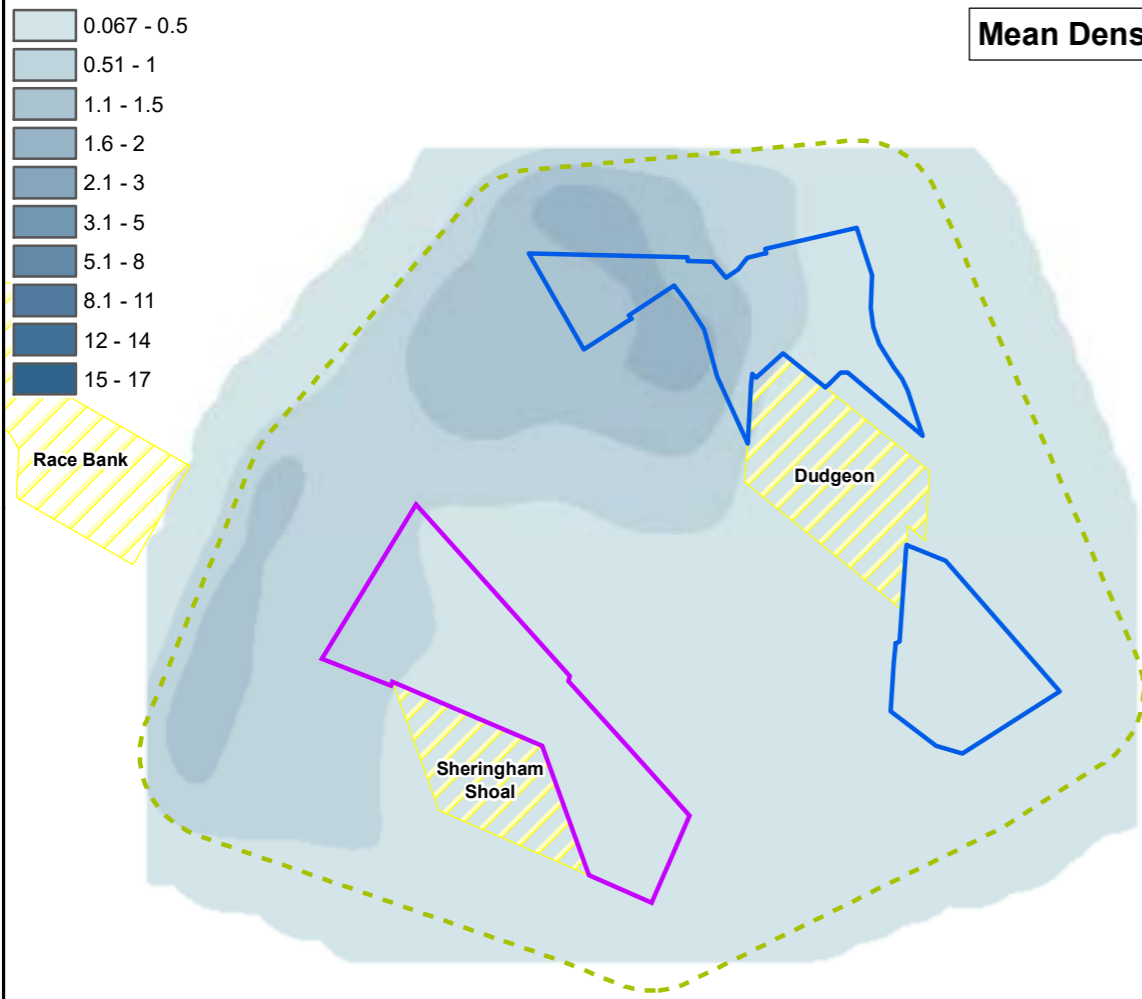 0.067 - 0.5
0.51 - 1
1.1 - 1.5
1.6 - 2
2.1 - 3
3.1 - 5
5.1 - 8
8.1 - 11
12 - 14
15 - 17
Mean Dens
Race Bank
Dudgeon
Sheringham
Shoal